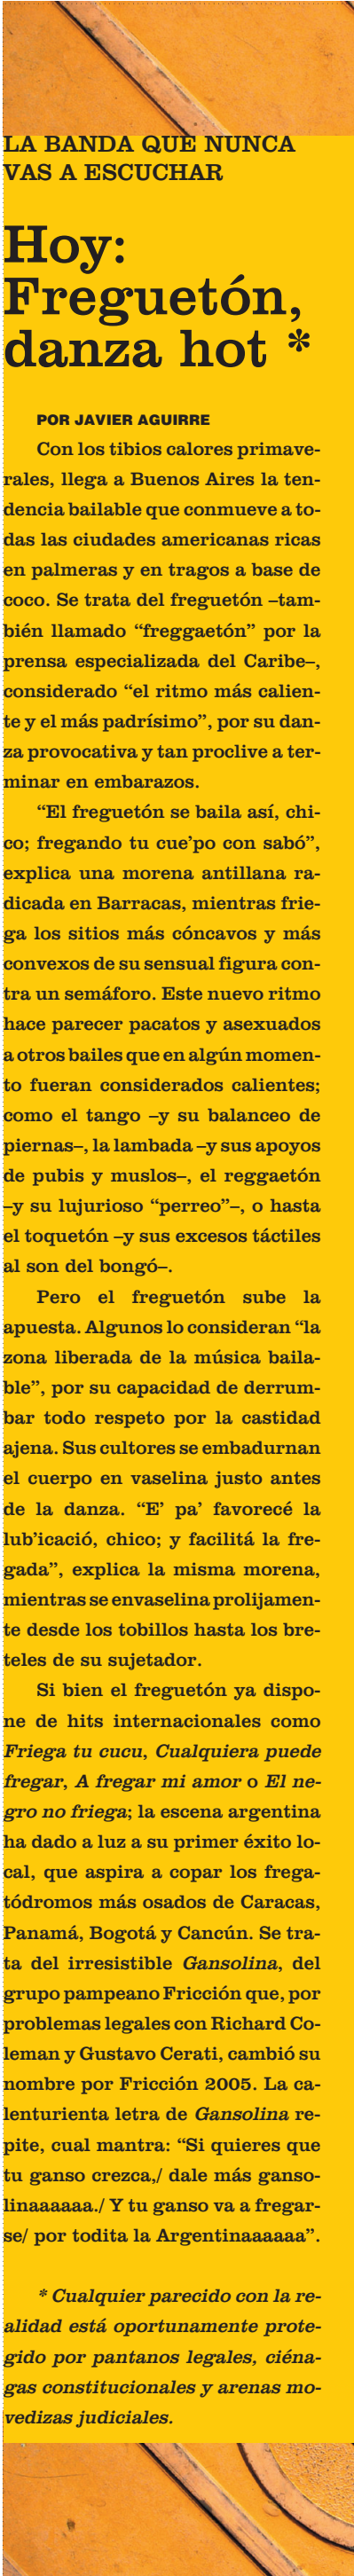 LA BANDA QUE NUNCA
VAS A ESCUCHAR
Hoy:
Freguetón,
danza hot *
POR JAVIER AGUIRRE
Con los tibios calores primave-
rales, llega a Buenos Aires la ten-
dencia bailable que conmueve a to-
das las ciudades americanas ricas
en palmeras y en tragos a base de
coco. Se trata del freguetón –tam-
bién llamado “freggaetón” por la
prensa especializada del Caribe–,
considerado “el ritmo más calien-
te y el más padrísimo”, por su dan-
za provocativa y tan proclive a ter-
minar en embarazos.
“El freguetón se baila así, chi-
co; fregando tu cue’po con sabó”,
explica una morena antillana ra-
dicada en Barracas, mientras frie-
ga los sitios más cóncavos y más
convexos de su sensual figura con-
tra un semáforo. Este nuevo ritmo
hace parecer pacatos y asexuados
a otros bailes que en algún momen-
to fueran considerados calientes;
como el tango –y su balanceo de
piernas–, la lambada –y sus apoyos
de pubis y muslos–, el reggaetón
–y su lujurioso “perreo”–, o hasta
el toquetón –y sus excesos táctiles
al son del bongó–.
Pero el freguetón sube la
apuesta. Algunos lo consideran “la
zona liberada de la música baila-
ble”, por su capacidad de derrum-
bar todo respeto por la castidad
ajena. Sus cultores se embadurnan
el cuerpo en vaselina justo antes
de la danza. “E’ pa’ favorecé la
lub’icació, chico; y facilitá la fre-
gada”, explica la misma morena,
mientras se envaselina prolijamen-
te desde los tobillos hasta los bre-
teles de su sujetador.
Si bien el freguetón ya dispo-
ne de hits internacionales como
Friega tu cucu, Cualquiera puede
fregar, A fregar mi amor o El ne-
gro no friega; la escena argentina
ha dado a luz a su primer éxito lo-
cal, que aspira a copar los frega-
tódromos más osados de Caracas,
Panamá, Bogotá y Cancún. Se tra-
ta del irresistible Gansolina, del
grupo pampeano Fricción que, por
problemas legales con Richard Co-
leman y Gustavo Cerati, cambió su
nombre por Fricción 2005. La ca-
lenturienta letra de Gansolina re-
pite, cual mantra: “Si quieres que
tu ganso crezca,/ dale más ganso-
linaaaaaa./ Y tu ganso va a fregar-
se/ por todita la Argentinaaaaaa”.
* Cualquier parecido con la re-
alidad está oportunamente prote-
gido por pantanos legales, ciéna-
gas constitucionales y arenas mo-
vedizas judiciales.